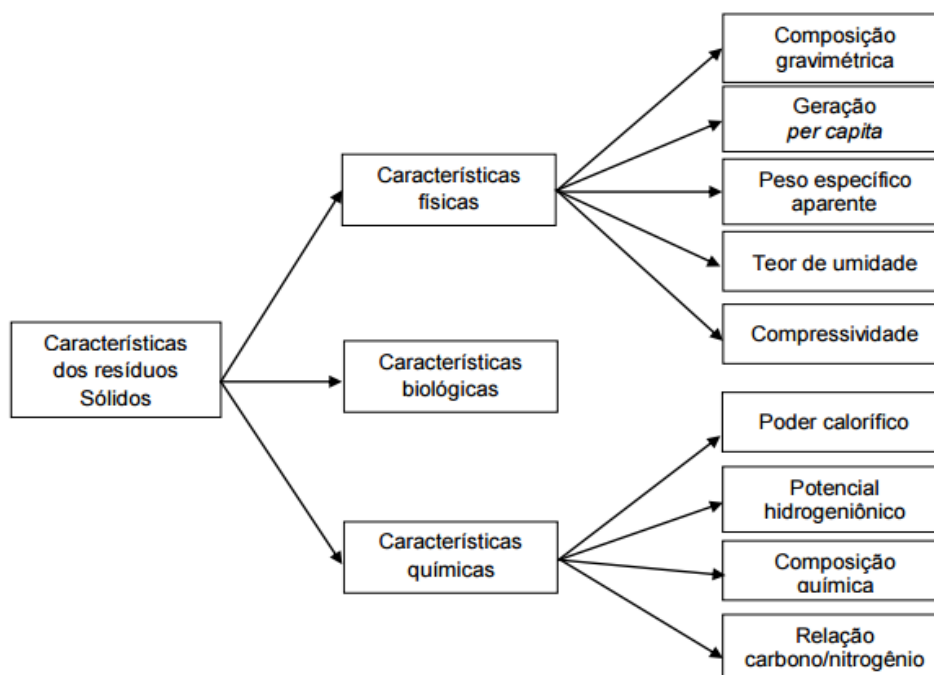 Características
dos resíduos
Sólidos
Características
físicas
Composição
gravimétrica
Geração
per capita
Peso específico
aparente
Teor de umidade
Compressividade
Características
biológicas
Características
químicas
Poder calorífico
Potencial
hidrogeniônico
Composição
química
Relação
carbono/nitrogênio